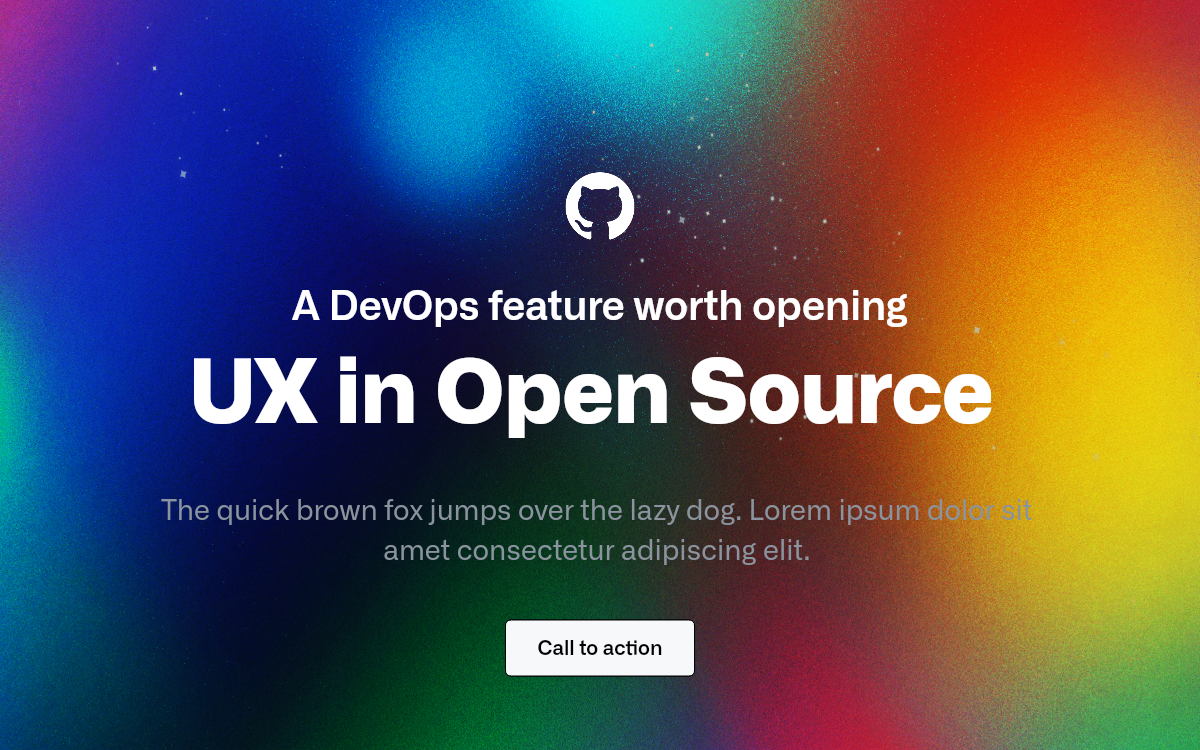 A DevOps feature worth opening
UX in Open Source
The quick brown fox jumps over the lazy dog. Lorem ipsum dolor sit
amet consectetur adipiscing elit.
Call to action